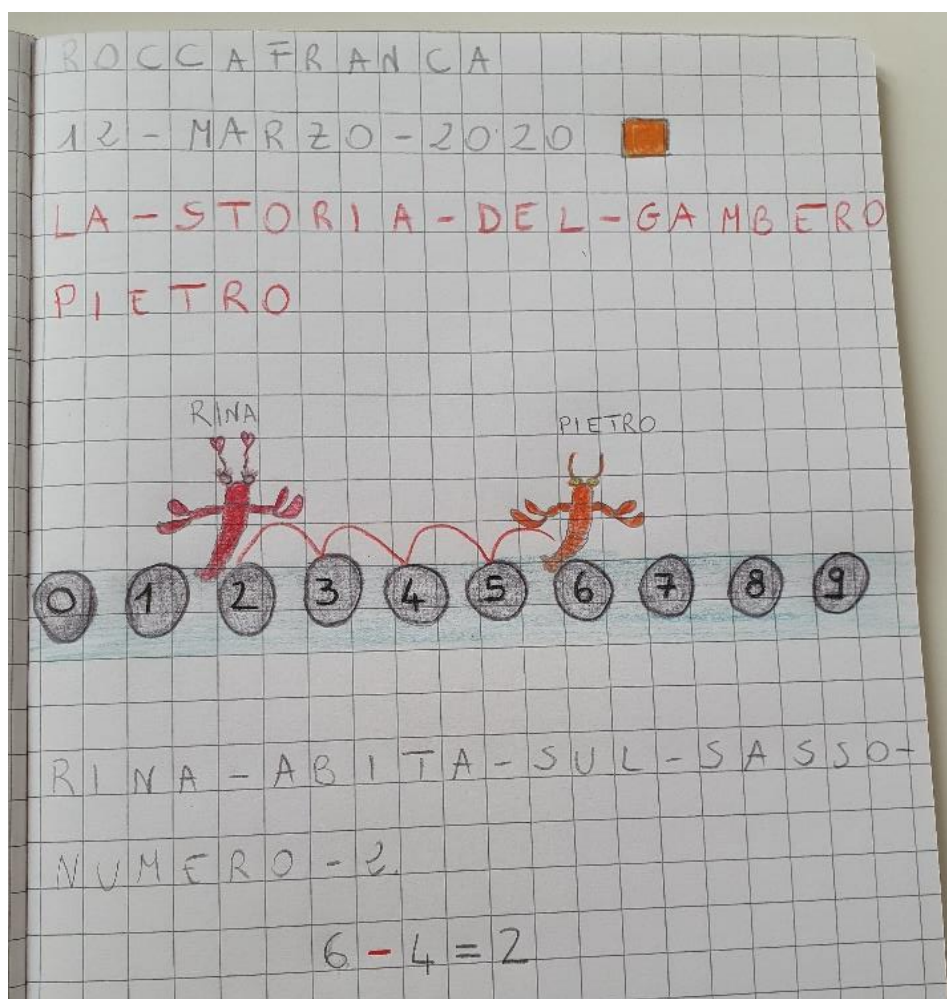 ROCCAFRANCA
12-MARZO-2020
LA-STORIA-DEL-GAMBERO
PIETRO
RINA PIETRO
0 1 2 3 4 5 6 7 8 9
RINA-ABITA-SUL-SASSO-
NUMERO-2.
6-4=2